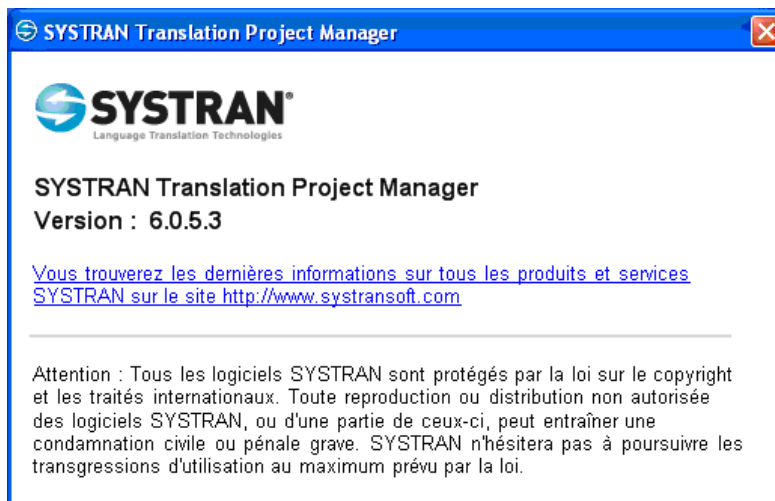 SYSTRAN Translation Project Manager
SYSTRAN®
Language Translation Technologies
SYSTRAN Translation Project Manager
Version : 6.0.5.3
Vous trouverez les dernières informations sur tous les produits et services
SYSTRAN sur le site http://www.systransoft.com
Attention : Tous les logiciels SYSTRAN sont protégés par la loi sur le copyright
et les traités internationaux. Toute reproduction ou distribution non autorisée
des logiciels SYSTRAN, ou d'une partie de ceux-ci, peut entraîner une
condamnation civile ou pénale grave. SYSTRAN n'hésitera pas à poursuivre les
transgressions d'utilisation au maximum prévu par la loi.